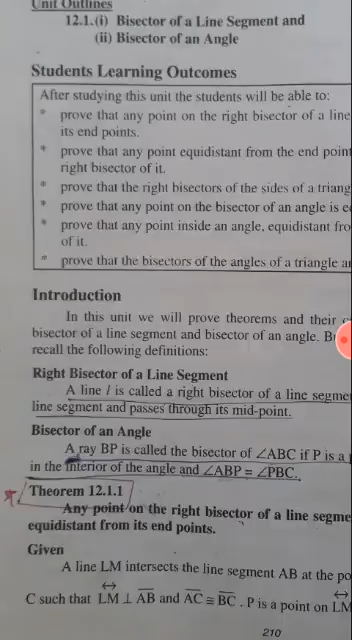 Unit Outlines
12.1.(i) Bisector of a Line Segment and
(ii) Bisector of an Angle
Students Learning Outcomes
After studying this unit the students will be able to:
* prove that any point on the right bisector of a line
its end points.
* prove that any point equidistant from the end point
right bisector of it.
* prove that the right bisectors of the sides of a triang
* prove that any point on the bisector of an angle is e
* prove that any point inside an angle, equidistant fro
of it.
* prove that the bisectors of the angles of a triangle ar
Introduction
In this unit we will prove theorems and their
bisector of a line segment and bisector of an angle. B
recall the following definitions:
Right Bisector of a Line Segment
A line l is called a right bisector of a line segme
line segment and passes through its mid-point.
Bisector of an Angle
A ray BP is called the bisector of ∠ABC if P is a
in the interior of the angle and ∠ABP = ∠PBC.
Theorem 12.1.1
Any point on the right bisector of a line segme
equidistant from its end points.
Given
A line LM intersects the line segment AB at the po
C such that LM ⊥ AB and AC ≅ BC. P is a point on LM
210